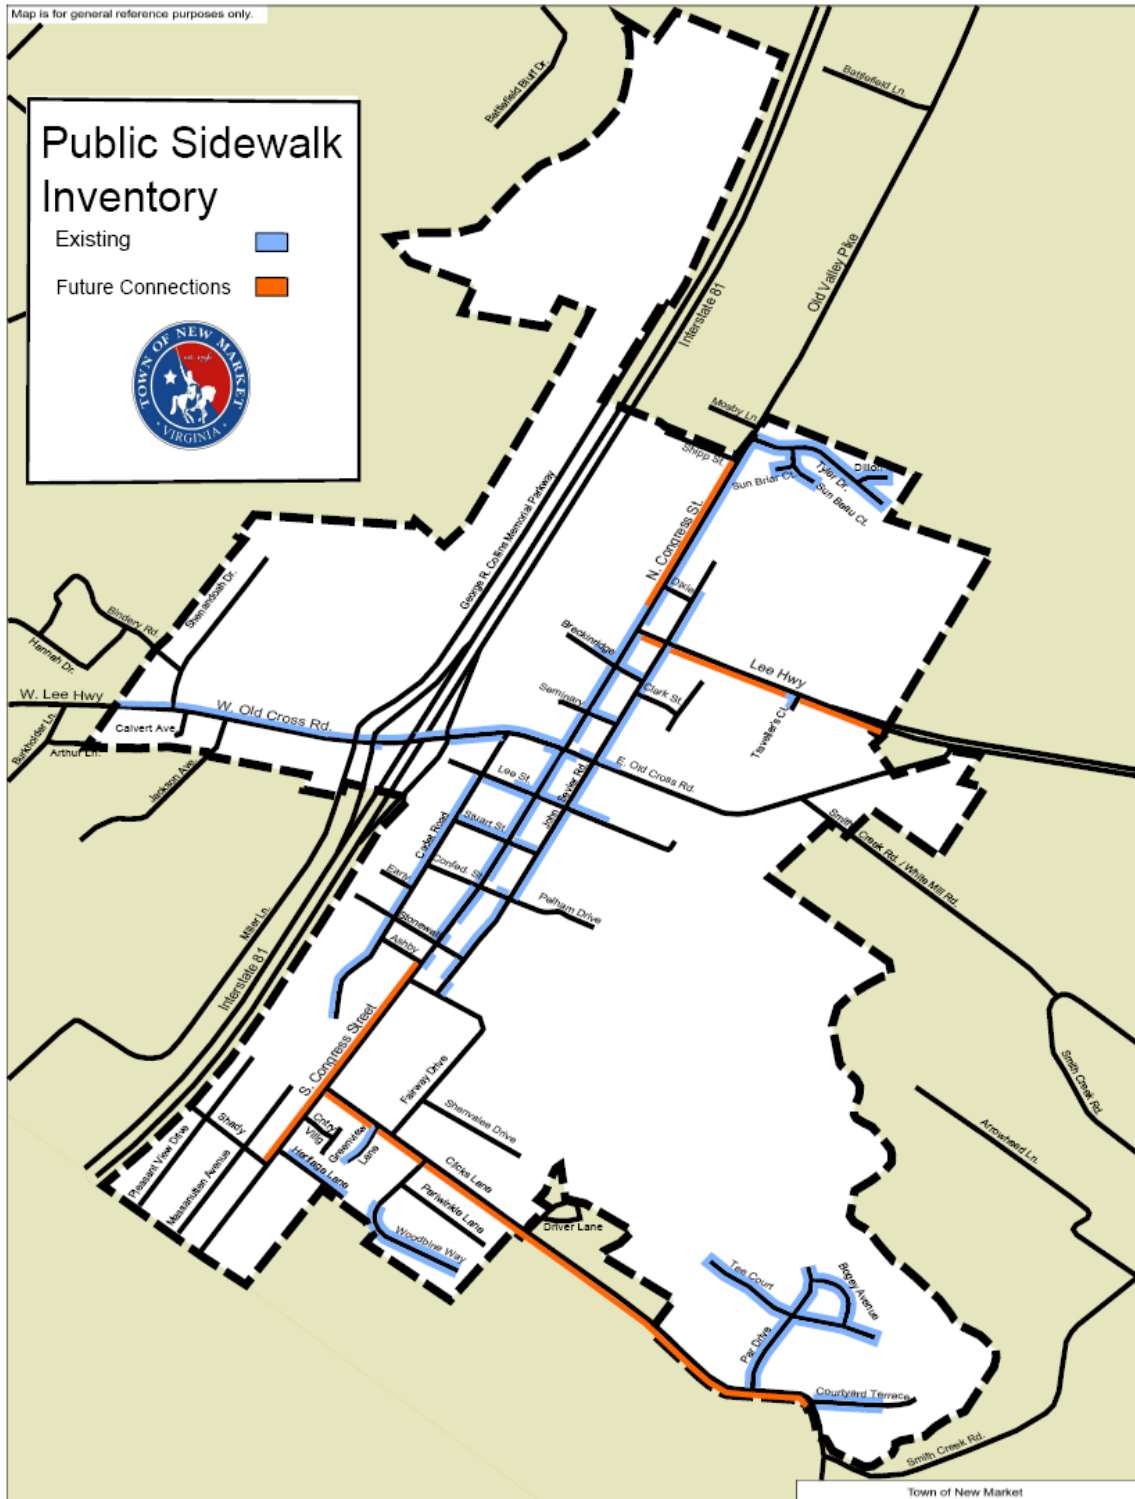 Map is for general reference purposes only.
Public Sidewalk
Inventory
Existing
Future Connections
TOWN OF NEW MARKET
est. 1796
VIRGINIA
Battlefield Bluff Dr.
Battlefield Ln.
Old Valley Pike
Interstate 81
Mosby Ln.
Shipp St.
Sun Briar Ct.
Tyler Dr.
Dillon
Sun Beau Ct.
N. Congress St.
George R. Collins Memorial Parkway
Dixie
Shenandoah Dr.
Bindery Rd.
Hannah Dr.
Breckinridge
Lee Hwy
Clark St.
Seminary
W. Lee Hwy
W. Old Cross Rd.
Calvert Ave.
Burkholder Ln.
Arthur Ln.
Jackson Ave.
Traveller's Ct.
E. Old Cross Rd.
Lee St.
John Sevier Rd
Stuart St.
Cadet Road
Smith Creek Rd. / White Mill Rd.
Confed. St.
Early
Pelham Drive
Stonewall
Ashby
Miller Ln.
Interstate 81
S. Congress Street
Fairway Drive
Shenvalee Drive
Smith Creek Rd.
Arrowhead Ln.
Shady
Pleasant View Drive
Massanutten Avenue
Cntry
Villg
Greenview
Lane
Heritage Lane
Cicks Lane
Periwinkle Lane
Woodbine Way
Driver Lane
Tee Court
Bogey Avenue
Par Drive
Courtyard Terrace
Smith Creek Rd.
Town of New Market